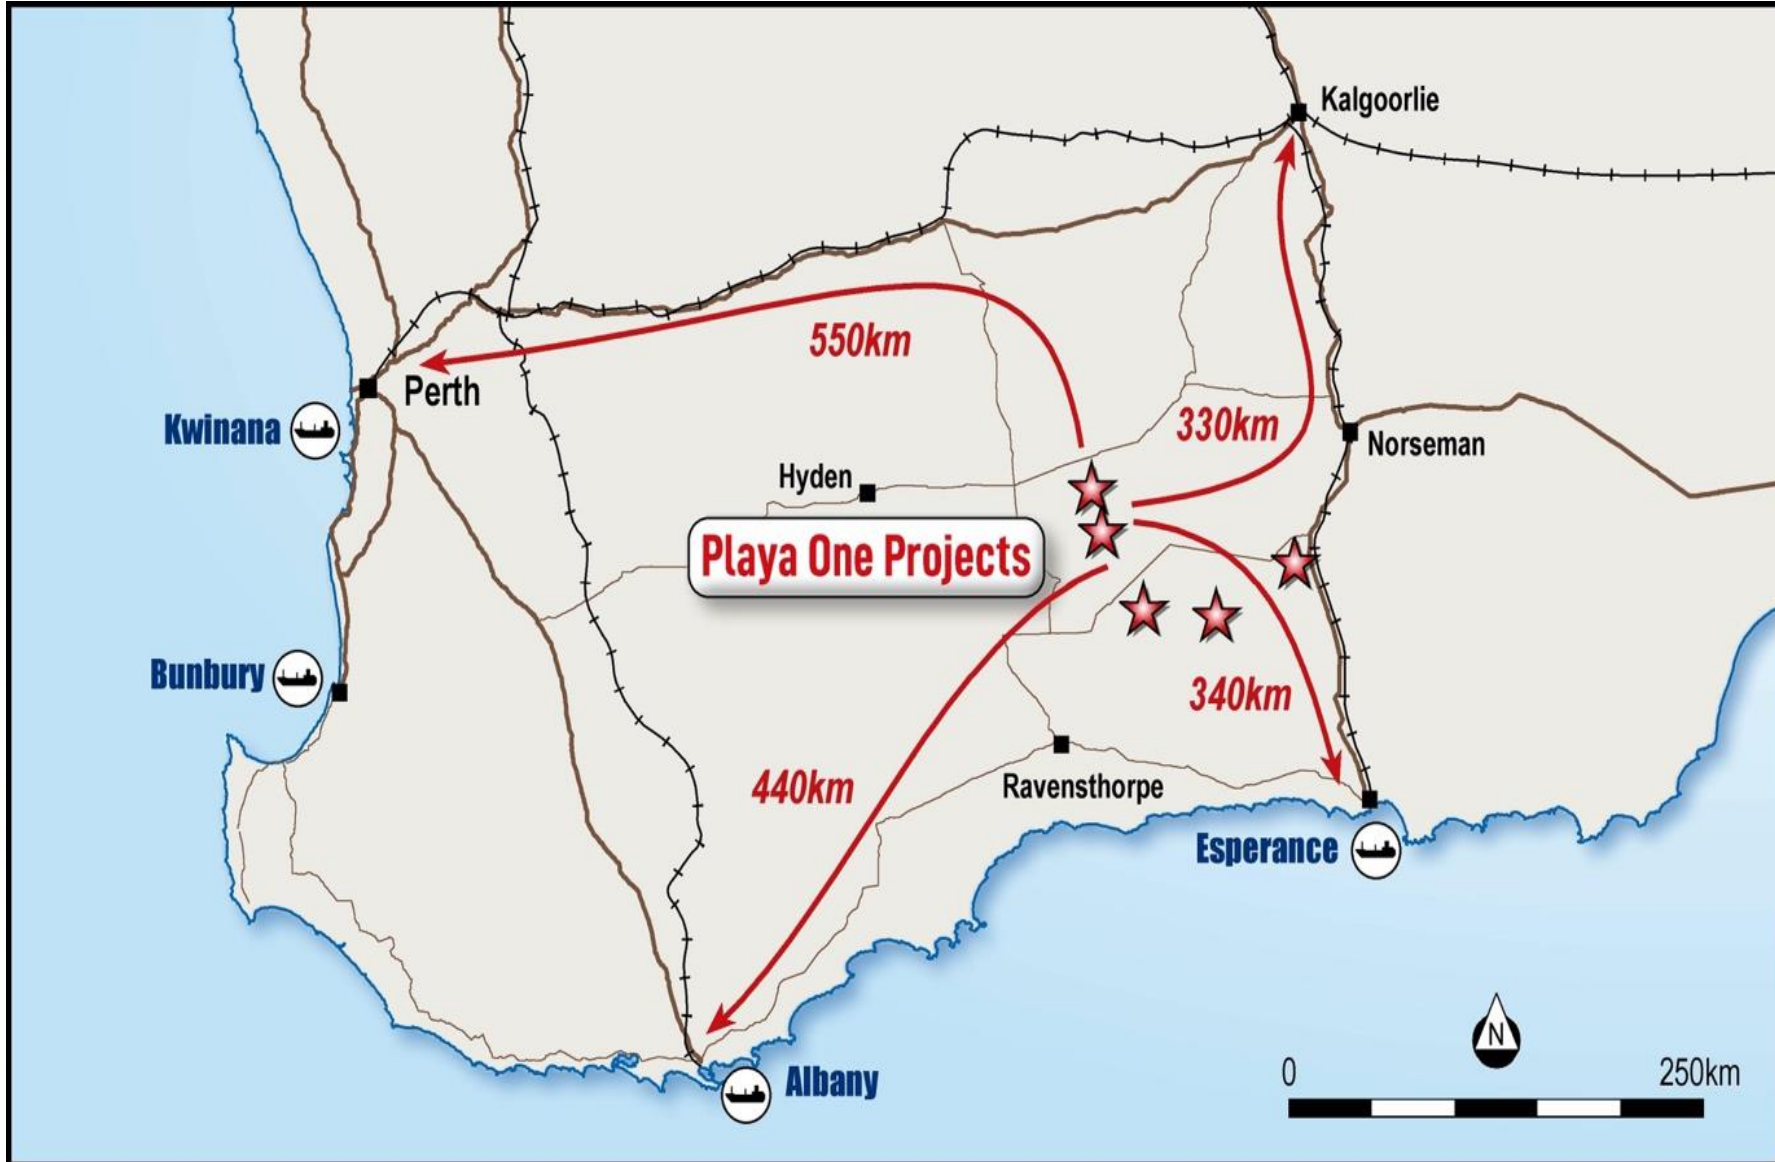 Kalgoorlie
550km
Perth
Kwinana
330km
Norseman
Hyden
Playa One Projects
Bunbury
340km
440km
Ravensthorpe
Esperance
N
0
250km
Albany